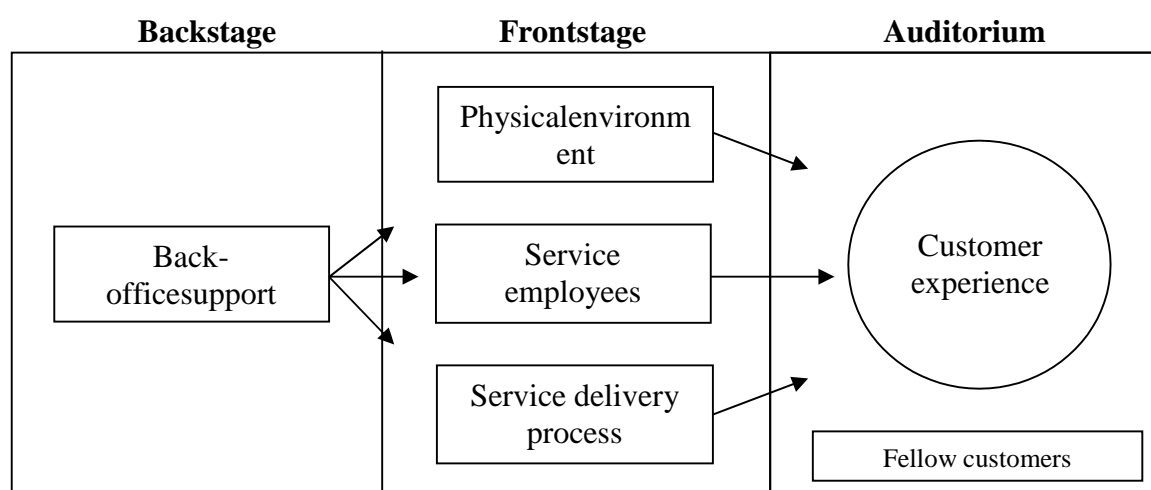 Backstage
Frontstage
Auditorium
Physicalenvironm
ent
Back-
officesupport
Service
employees
Customer
experience
Service delivery
process
Fellow customers